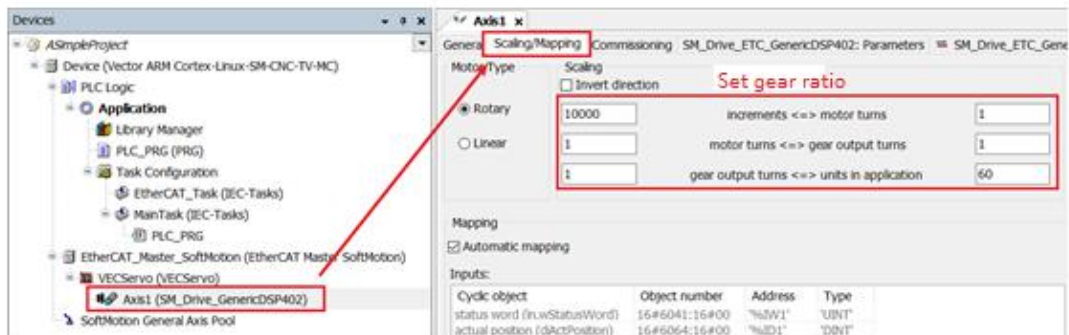 Devices
ASimpleProject
Device (Vector ARM Cortex-Linux-SM-CNC-TV-MC)
PLC Logic
Application
Library Manager
PLC_PRG (PRG)
Task Configuration
EtherCAT_Task (IEC-Tasks)
MainTask (IEC-Tasks)
PLC_PRG
EtherCAT_Master_SoftMotion (EtherCAT Master SoftMotion)
VECServo (VECServo)
Axis1 (SM_Drive_GenericDSP402)
SoftMotion General Axis Pool
Axis1 x
General Scaling/Mapping Commissioning SM_Drive_ETC_GenericDSP402: Parameters SM_Drive_ETC_Gene
Motor Type Scaling
Invert direction Set gear ratio
Rotary 10000 increments <=> motor turns 1
Linear 1 motor turns <=> gear output turns 1
1 gear output turns <=> units in application 60
Mapping
Automatic mapping
Inputs:
Cyclic object Object number Address Type
status word (in.wStatusWord) 16#6041:16#00 '%IW1' 'UINT'
actual position (dActPosition) 16#6064:16#00 '%ID1' 'DINT'